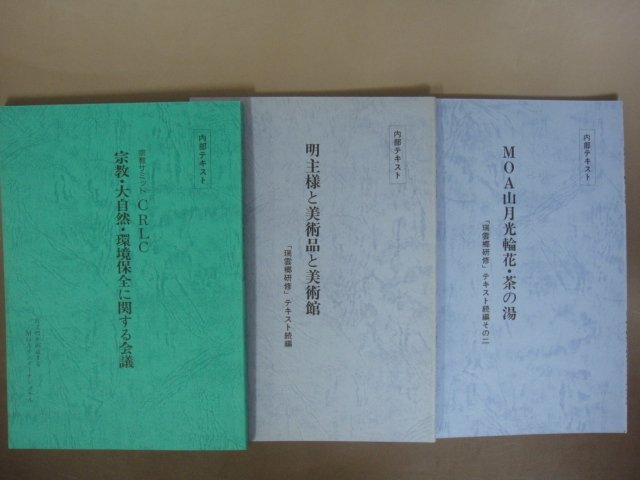 内部テキスト
MOA山月光輪花・茶の湯
「瑞雲郷研修」テキスト続編その二
内部テキスト
明主様と美術品と美術館
「瑞雲郷研修」テキスト続編
内部テキスト
宗教サミット CRLC
宗教・大自然・環境保全に関する会議